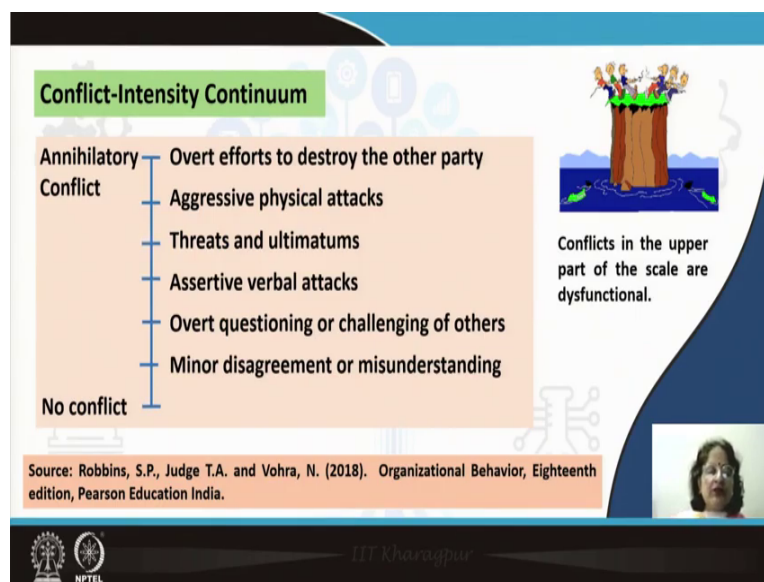 Conflict-Intensity Continuum
Annihilatory
Conflict
Overt efforts to destroy the other party
Aggressive physical attacks
Threats and ultimatums
Assertive verbal attacks
Overt questioning or challenging of others
Minor disagreement or misunderstanding
No conflict
Conflicts in the upper
part of the scale are
dysfunctional.
Source: Robbins, S.P., Judge T.A. and Vohra, N. (2018). Organizational Behavior, Eighteenth
edition, Pearson Education India.
IIT Kharagpur
NPTEL